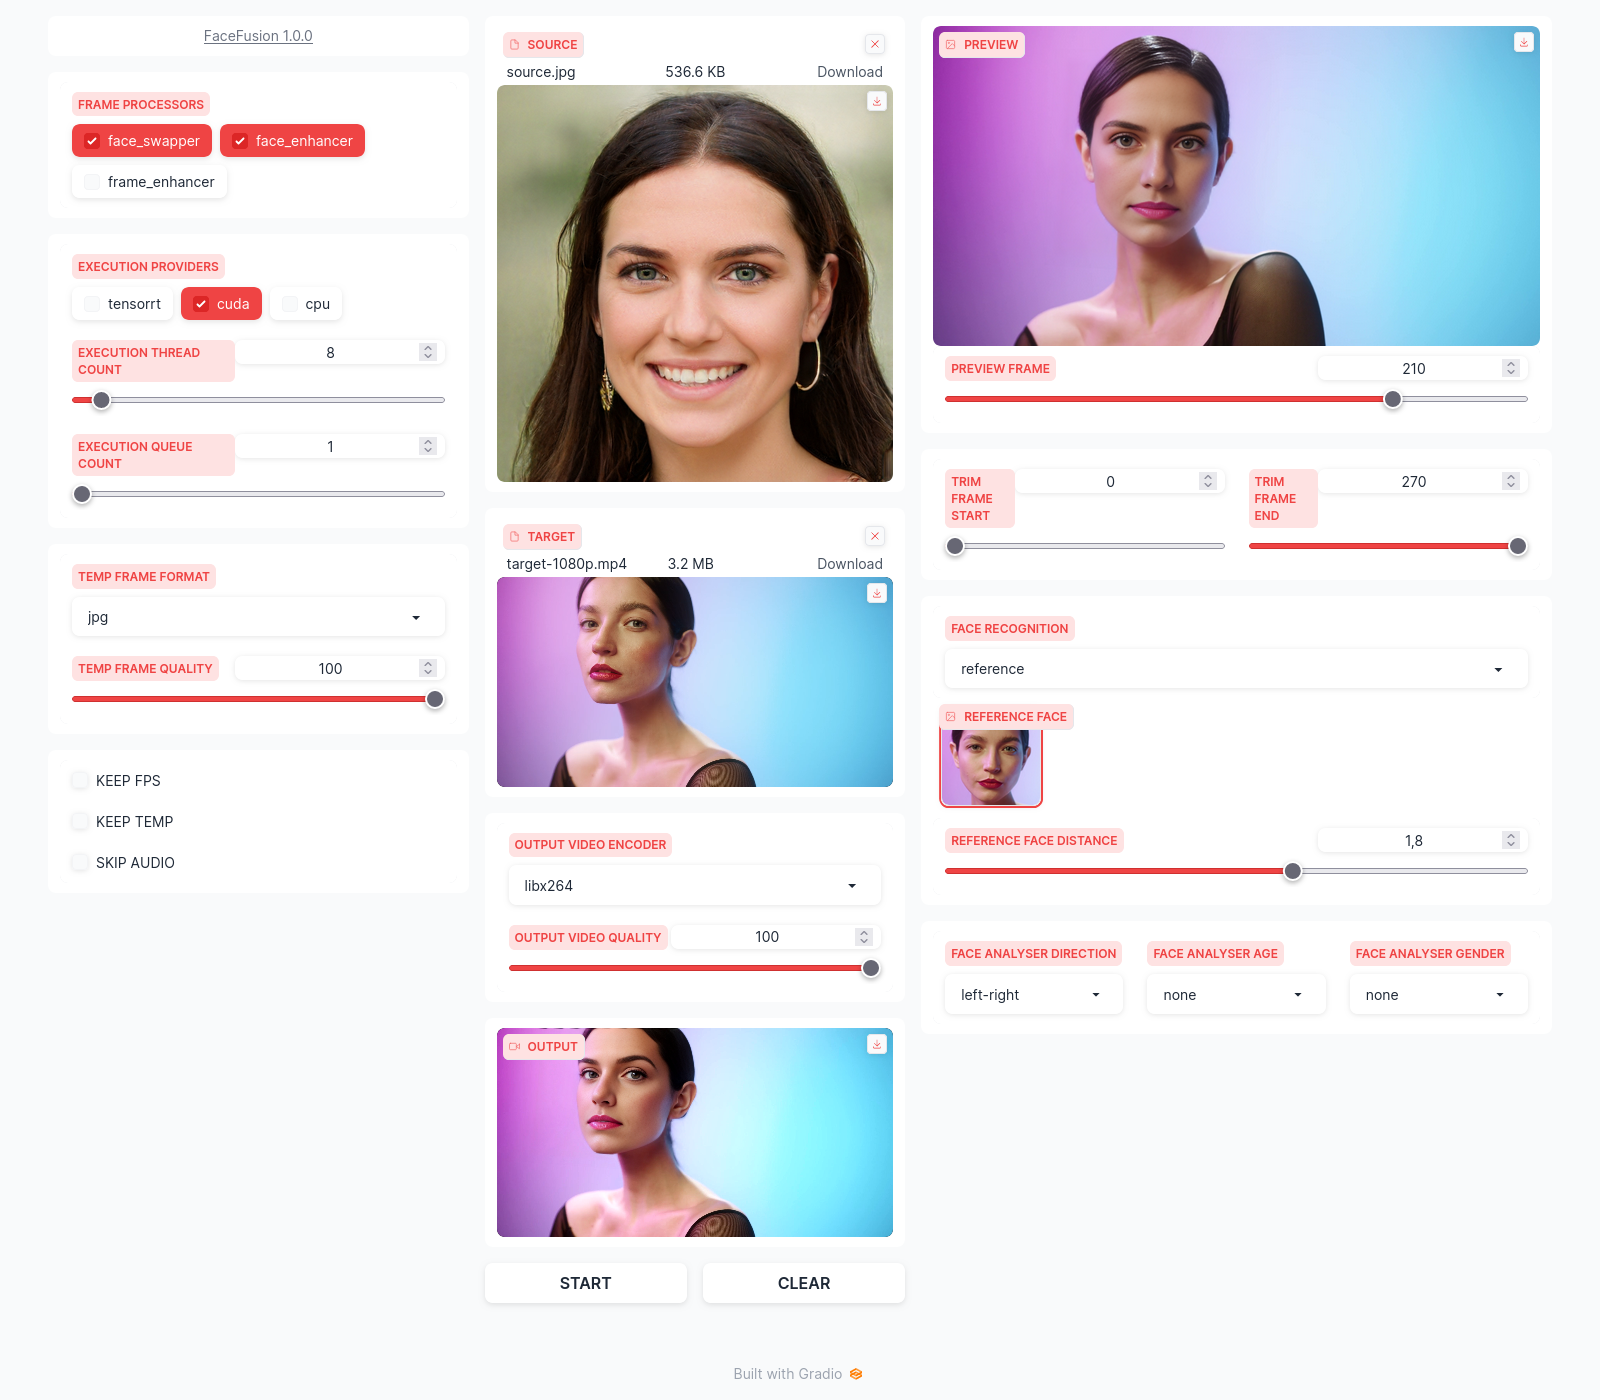 FaceFusion 1.0.0
FRAME PROCESSORS
face_swapper
face_enhancer
frame_enhancer
EXECUTION PROVIDERS
tensorrt
cuda
cpu
EXECUTION THREAD
COUNT
8
EXECUTION QUEUE
COUNT
1
TEMP FRAME FORMAT
jpg
TEMP FRAME QUALITY
100
KEEP FPS
KEEP TEMP
SKIP AUDIO
SOURCE
source.jpg 536.6 KB Download
TARGET
target-1080p.mp4 3.2 MB Download
OUTPUT VIDEO ENCODER
libx264
OUTPUT VIDEO QUALITY
100
OUTPUT
START
CLEAR
PREVIEW
PREVIEW FRAME
210
TRIM
FRAME
START
0
TRIM
FRAME
END
270
FACE RECOGNITION
reference
REFERENCE FACE
REFERENCE FACE DISTANCE
1,8
FACE ANALYSER DIRECTION
left-right
FACE ANALYSER AGE
none
FACE ANALYSER GENDER
none
Built with Gradio